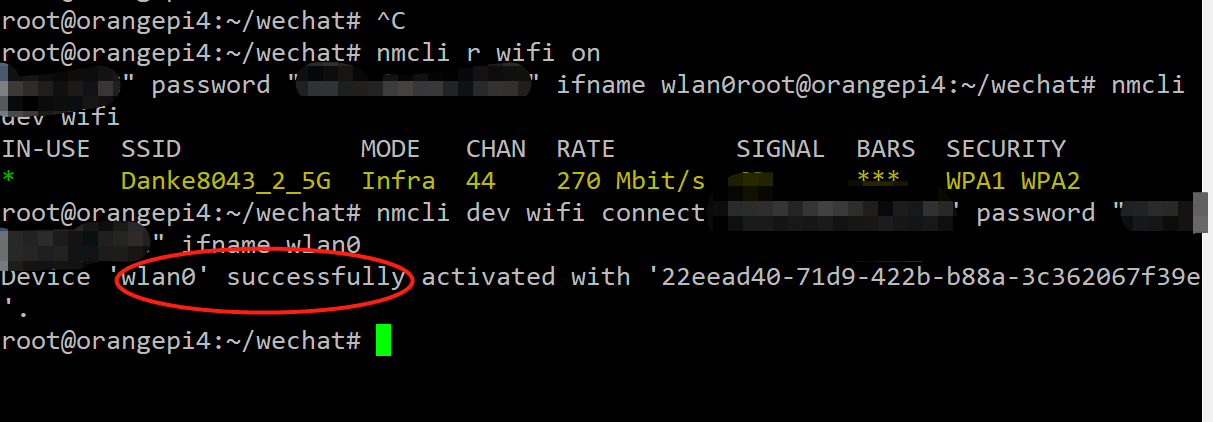 root@orangepi4:~/wechat# ^C
root@orangepi4:~/wechat# nmcli r wifi on
" password "" ifname wlan0root@orangepi4:~/wechat# nmcli
dev wifi
IN-USE  SSID            MODE   CHAN  RATE        SIGNAL  BARS  SECURITY
*       Danke8043_2_5G  Infra  44    270 Mbit/s          ***   WPA1 WPA2
root@orangepi4:~/wechat# nmcli dev wifi connect ' password "
" ifname wlan0
Device 'wlan0' successfully activated with '22eead40-71d9-422b-b88a-3c362067f39e
'.
root@orangepi4:~/wechat#